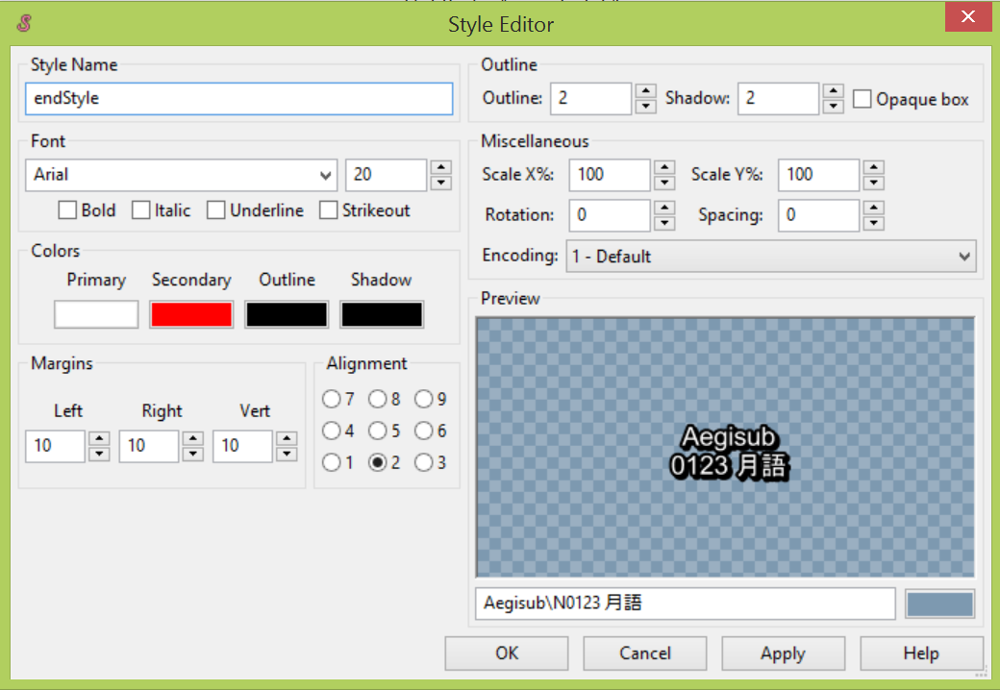 Style Editor
Style Name
endStyle
Font
Arial
20
Bold Italic Underline Strikeout
Colors
Primary Secondary Outline Shadow
Margins
Left Right Vert
10 10 10
Alignment
7 8 9
4 5 6
1 2 3
Outline
Outline: 2 Shadow: 2 Opaque box
Miscellaneous
Scale X%: 100 Scale Y%: 100
Rotation: 0 Spacing: 0
Encoding: 1 - Default
Preview
Aegisub
0123 月語
Aegisub\N0123 月語
OK Cancel Apply Help